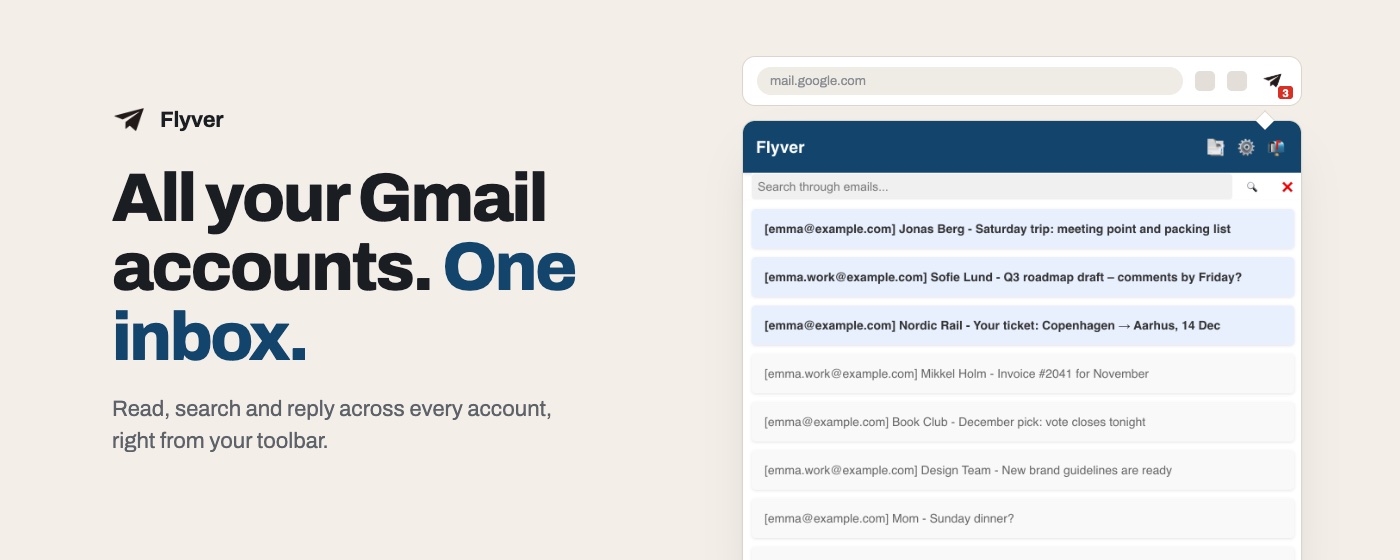 Flyver
All your Gmail
accounts. One
inbox.
Read, search and reply across every account,
right from your toolbar.
mail.google.com
3
Flyver
Search through emails...
[emma@example.com] Jonas Berg - Saturday trip: meeting point and packing list
[emma.work@example.com] Sofie Lund - Q3 roadmap draft – comments by Friday?
[emma@example.com] Nordic Rail - Your ticket: Copenhagen → Aarhus, 14 Dec
[emma.work@example.com] Mikkel Holm - Invoice #2041 for November
[emma@example.com] Book Club - December pick: vote closes tonight
[emma.work@example.com] Design Team - New brand guidelines are ready
[emma@example.com] Mom - Sunday dinner?